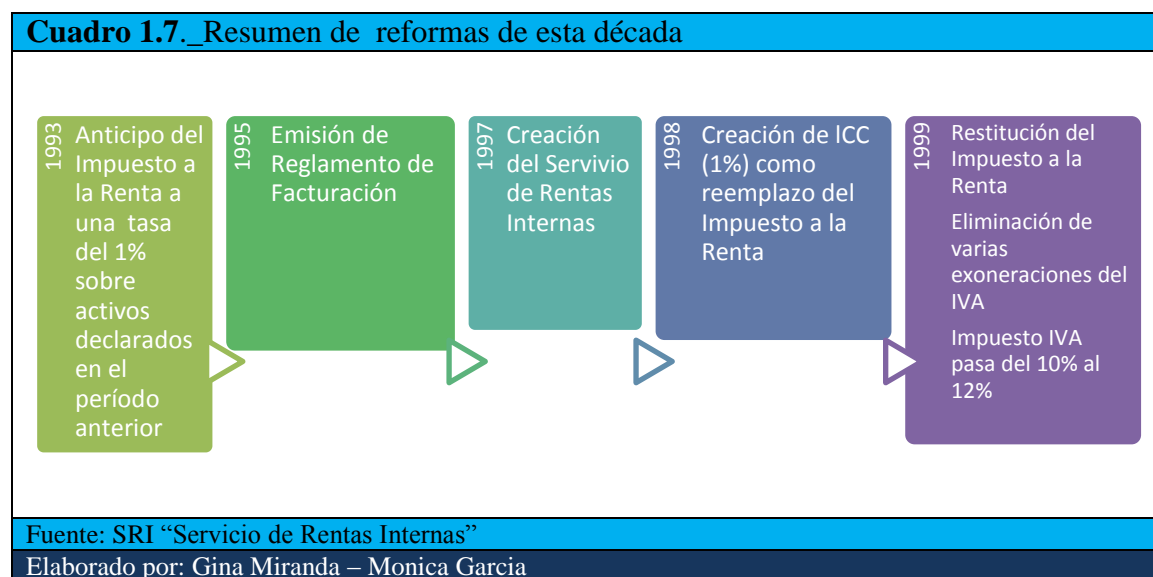 Cuadro 1.7._Resumen de reformas de esta década
1993
Anticipo del
Impuesto a
la Renta a
una tasa
del 1%
sobre
activos
declarados
en el
período
anterior
1995
Emisión de
Reglamento de
Facturación
1997
Creación
del Servivio
de Rentas
Internas
1998
Creación de ICC
(1%) como
reemplazo del
Impuesto a la
Renta
1999
Restitución del
Impuesto a la
Renta
Eliminación de
varias
exoneraciones del
IVA
Impuesto IVA
pasa del 10% al
12%
Fuente: SRI “Servicio de Rentas Internas”
Elaborado por: Gina Miranda – Monica Garcia